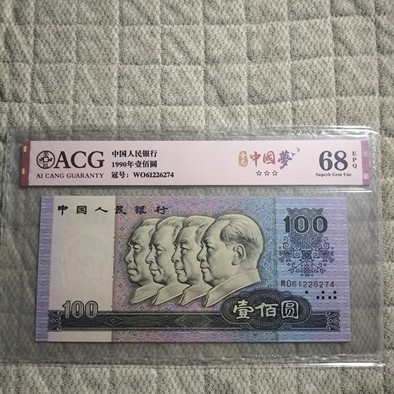 ACG
AI CANG GUARANTY
中国人民银行
1990年壹佰圆
冠号: WO61226274
中國夢
☆☆☆
68
EPQ
Superb Gem Unc
中国人民银行
100
WO61226274
100
壹佰圆